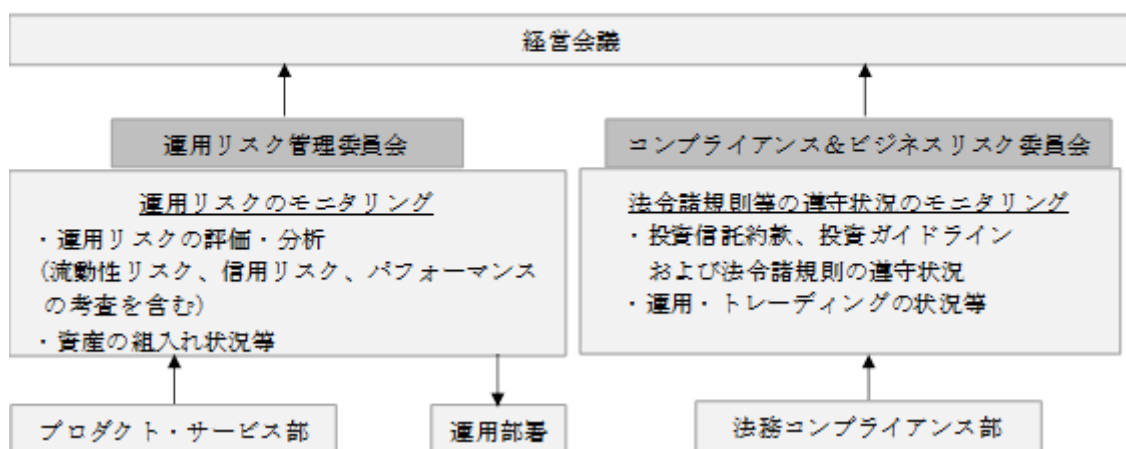 経営会議
運用リスク管理委員会
運用リスクのモニタリング
・運用リスクの評価・分析
(流動性リスク、信用リスク、パフォーマンス
の考査を含む)
・資産の組入れ状況等
プロダクト・サービス部
運用部署
コンプライアンス&ビジネスリスク委員会
法令諸規則等の遵守状況のモニタリング
・投資信託約款、投資ガイドライン
および法令諸規則の遵守状況
・運用・トレーディングの状況等
法務コンプライアンス部